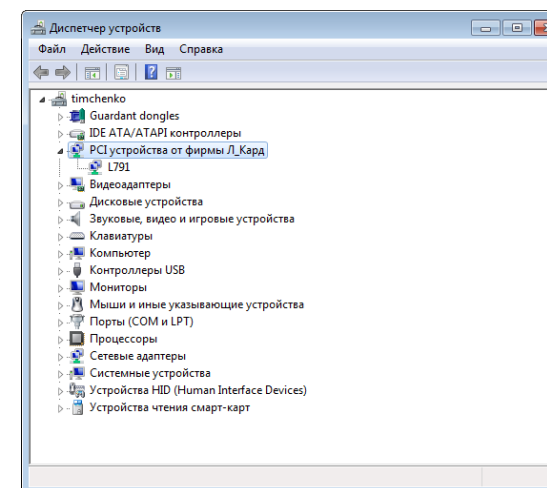 Диспетчер устройств
Файл Действие Вид Справка
timchenko
Guardant dongles
IDE ATA/ATAPI контроллеры
PCI устройства от фирмы Л_Кард
L791
Видеоадаптеры
Дисковые устройства
Звуковые, видео и игровые устройства
Клавиатуры
Компьютер
Контроллеры USB
Мониторы
Мыши и иные указывающие устройства
Порты (COM и LPT)
Процессоры
Сетевые адаптеры
Системные устройства
Устройства HID (Human Interface Devices)
Устройства чтения смарт-карт